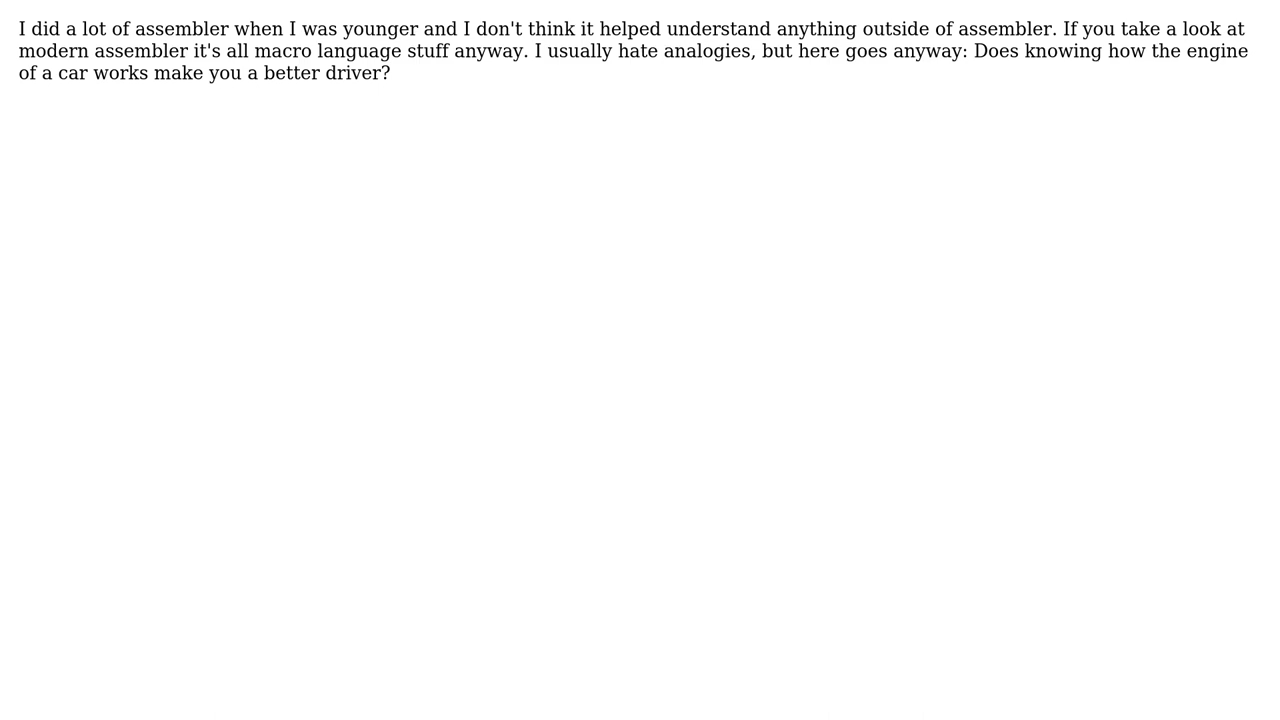 I did a lot of assembler when I was younger and I don't think it helped understand anything outside of assembler. If you take a look at
modern assembler it's all macro language stuff anyway. I usually hate analogies, but here goes anyway: Does knowing how the engine
of a car works make you a better driver?